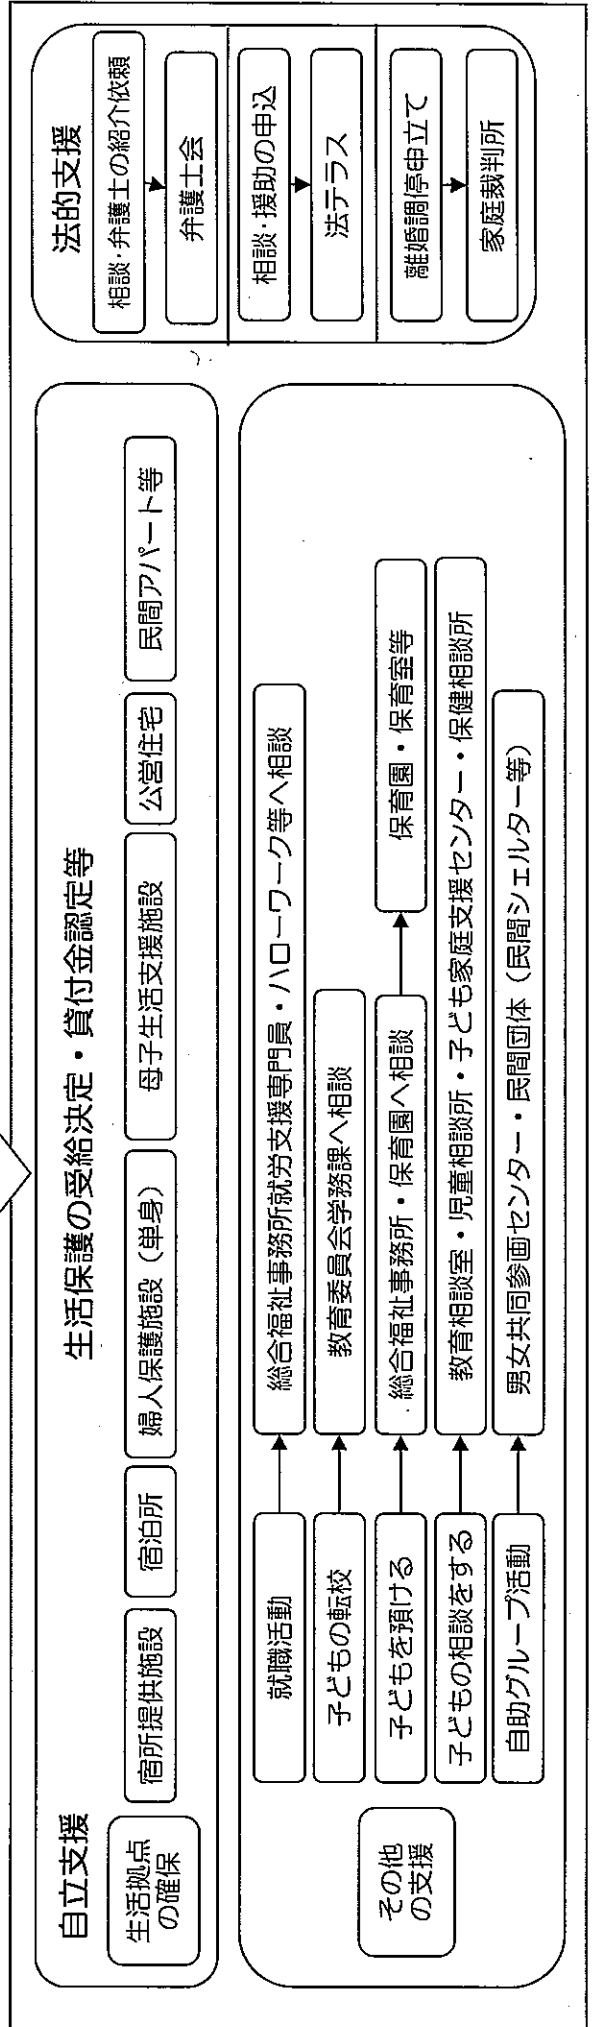 自立支援
生活保護の受給決定・貸付金認定等
生活拠点
の確保
宿所提供施設
宿泊所
婦人保護施設（単身）
母子生活支援施設
公営住宅
民間アパート等
その他
の支援
就職活動
総合福祉事務所就労支援専門員・ハローワーク等へ相談
子どもの転校
教育委員会学務課へ相談
子どもを預ける
総合福祉事務所・保育園へ相談
保育園・保育室等
子どもの相談をする
教育相談室・児童相談所・子ども家庭支援センター・保健相談所
自助グループ活動
男女共同参画センター・民間団体（民間シェルター等）
法的支援
相談・弁護士の紹介依頼
弁護士会
相談・援助の申込
法テラス
離婚調停申立て
家庭裁判所